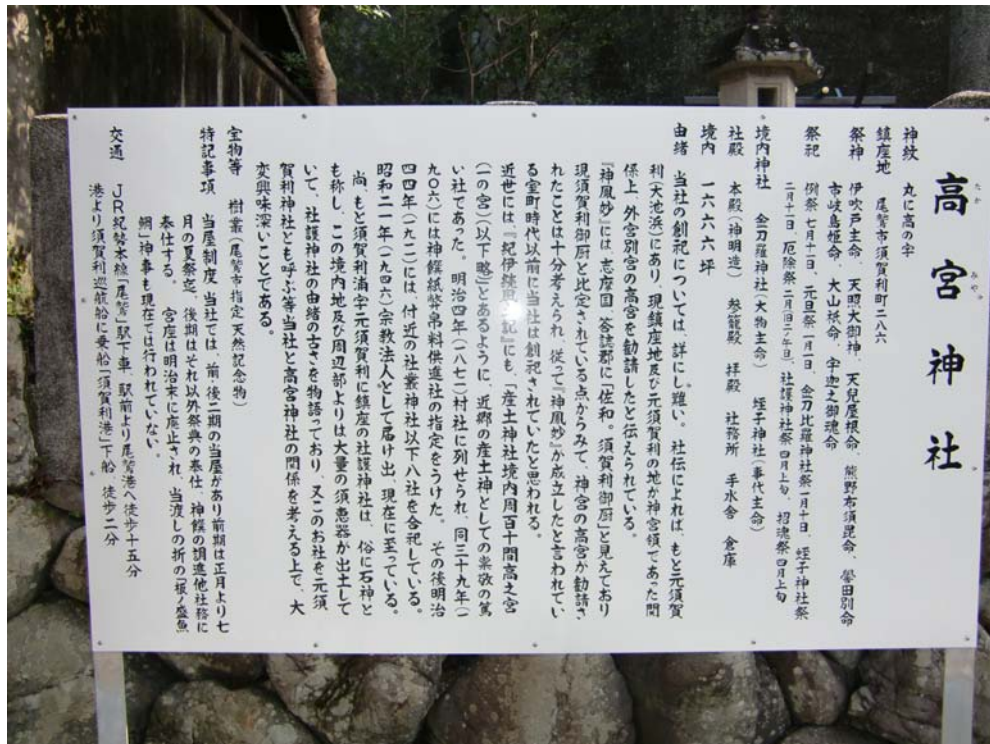 高宮神社
たか みや
神紋 丸に高の字
鎮座地 尾鷲市須賀利町二八六
祭神 伊吹戸主命、天照大御神、天児屋根命、熊野布須毘命、誉田別命
市岐島姫命、大山祇命、宇迦之御魂命
祭祀 例祭 七月十一日、元旦祭一月一日、金刀比羅神社祭一月十日、蛭子神社祭
二月十一日、厄除祭二月旧二ノ午日、社護神社祭四月上旬、招魂祭四月上旬
境内神社 金刀羅神社(大物主命) 蛭子神社(事代主命)
社殿 本殿(神明造) 参籠殿 拝殿 社務所 手水舎 倉庫
境内 一六六六坪
由緒 当社の創祀については、詳にし難い。社伝によれば、もと元須賀
利(大池浜)にあり、現鎮座地及び元須賀利の地が神宮領であった関
係上、外宮別宮の高宮を勧請したと伝えられている。
『神風妙』には、志摩国答誌郡に「佐和。須賀利御厨」と見えており
現須賀利御厨と比定されている点からみて、神宮の高宮が勧請さ
れたことは十分考えられ、従って『神風妙』が成立したと言われてい
る室町時代以前に当社は創祀されていたと思われる。
近世には『紀伊続風 記』にも、「産土神社境内周百十間高之宮
(一の宮)(以下略)」とあるように、近郷の産土神としての崇敬の篤
い社であった。明治四年(一八七一)村社に列せられ、同三十九年(一
九〇六)には神饌紙幣帛料供進社の指定をうけた。 その後明治
四四年(一九一一)には、付近の社叢神社以下八社を合祀している。
昭和二一年(一九四六)宗教法人として届け出、現在に至っている。
尚、もと須賀利浦字元須賀利に鎮座の社護神社は、俗に石神と
も称し、この境内地及び周辺部よりは大量の須恵器が出土して
いて、社護神社の由緒の古さを物語っており、又このお社を元須
賀利神社とも呼ぶ等当社と高宮神社の関係を考える上で、大
変興味深いことである。
宝物等 樹叢(尾鷲市指定天然記念物)
特記事項 当屋制度 当社では、前・後二期の当屋があり前期は正月より七
月の夏祭迄、後期はそれ以外祭典の奉仕、神饌の調進他社務に
奉仕する。 宮座は明治末に廃止され、当渡しの折の「板ノ盛魚
鯛」神事も現在では行われていない。
交通 JR紀勢本線「尾鷲」駅下車、駅前より尾鷲港へ徒歩十五分
港より須賀利巡航船に乗船「須賀利港」下船 徒歩二分